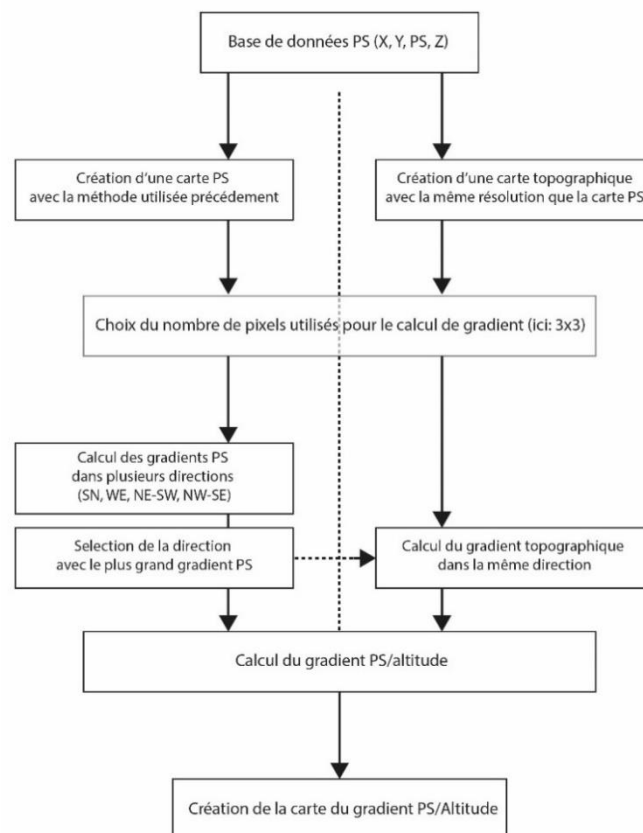 Base de données PS (X, Y, PS, Z)
Création d'une carte PS
avec la méthode utilisée précédement
Création d'une carte topographique
avec la même résolution que la carte PS
Choix du nombre de pixels utilisés pour le calcul de gradient (ici: 3x3)
Calcul des gradients PS
dans plusieurs directions
(SN, WE, NE-SW, NW-SE)
Selection de la direction
avec le plus grand gradient PS
Calcul du gradient topographique
dans la même direction
Calcul du gradient PS/altitude
Création de la carte du gradient PS/Altitude